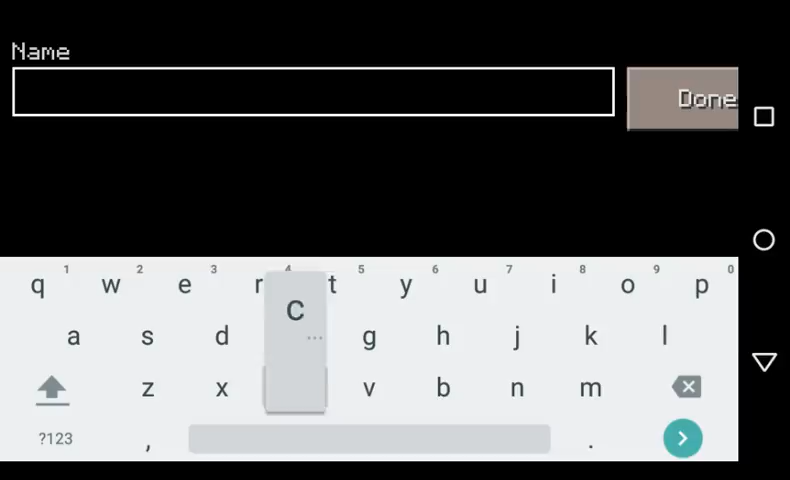 Name
Done
q 1 w 2 e 3 r 4 t 5 y 6 u 7 i 8 o 9 p 0
a s d g h j k l
c
...
z x v b n m
?123 , .